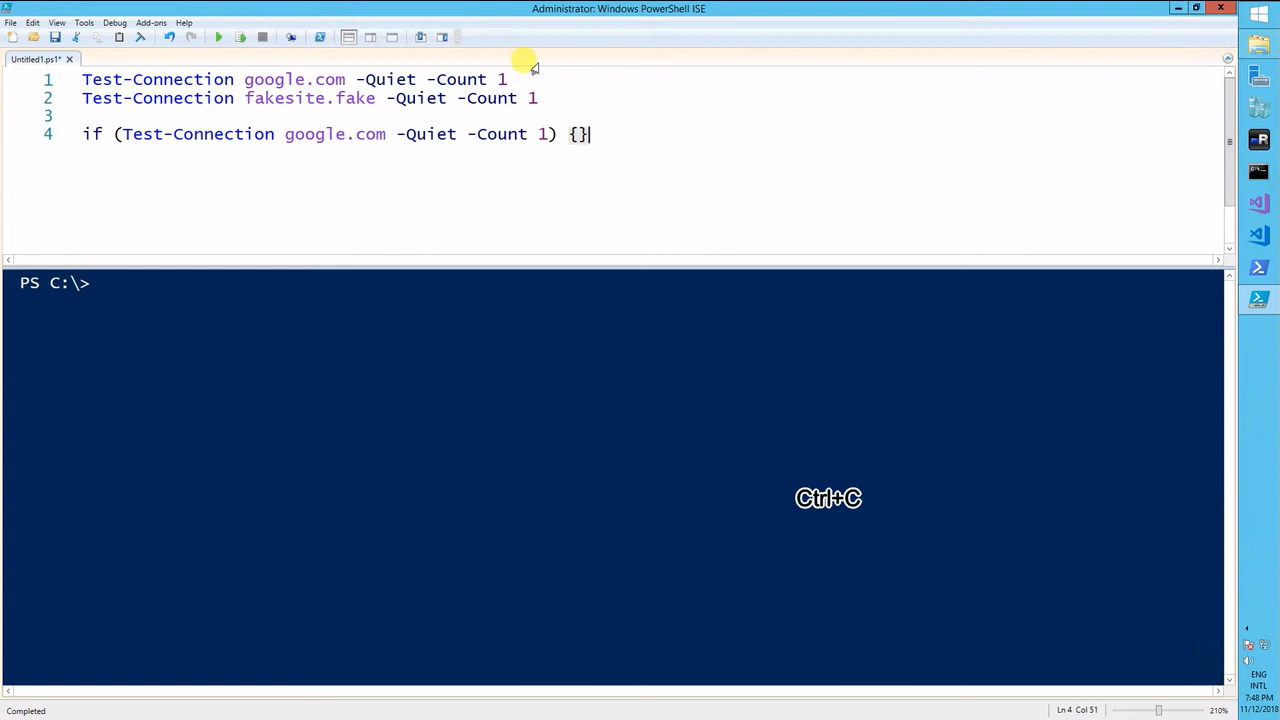 Administrator: Windows PowerShell ISE
File Edit View Tools Debug Add-ons Help
Untitled1.ps1*
1 Test-Connection google.com -Quiet -Count 1
2 Test-Connection fakesite.fake -Quiet -Count 1
3
4 if (Test-Connection google.com -Quiet -Count 1) {}
PS C:\>
Ctrl+C
ENG
INTL
7:48 PM
11/12/2018
Completed
Ln 4 Col 51
210%